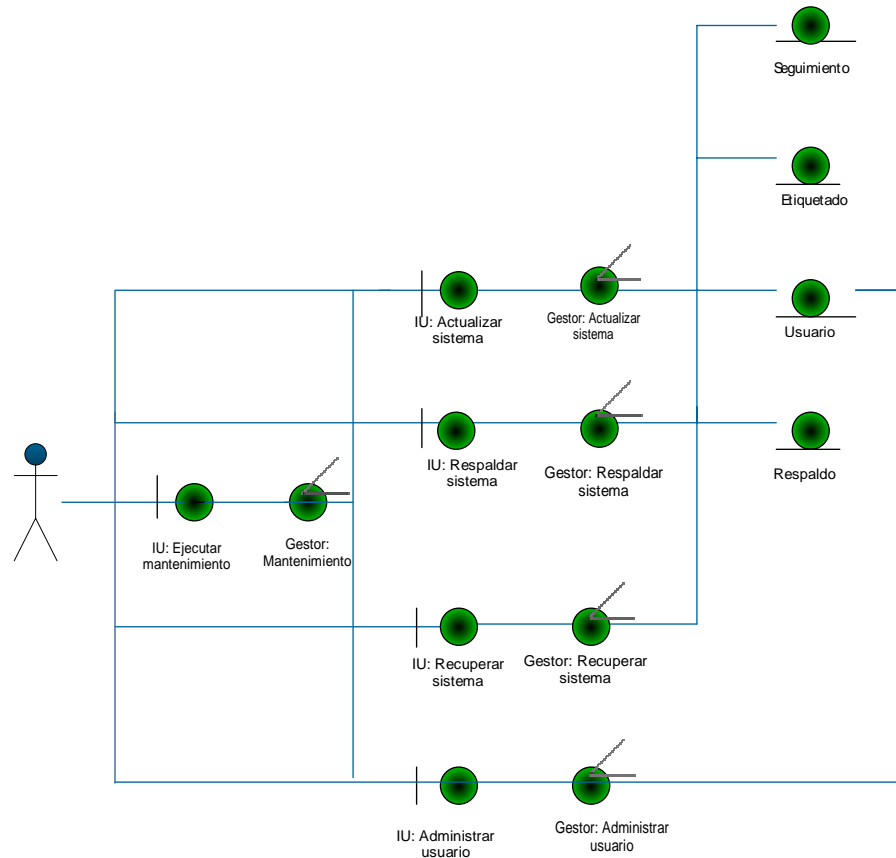 Seguimiento
Etiquetado
IU: Actualizar
sistema
Gestor: Actualizar
sistema
Usuario
IU: Respaldar
sistema
Gestor: Respaldar
sistema
Respaldo
IU: Ejecutar
mantenimiento
Gestor:
Mantenimiento
IU: Recuperar
sistema
Gestor: Recuperar
sistema
IU: Administrar
usuario
Gestor: Administrar
usuario